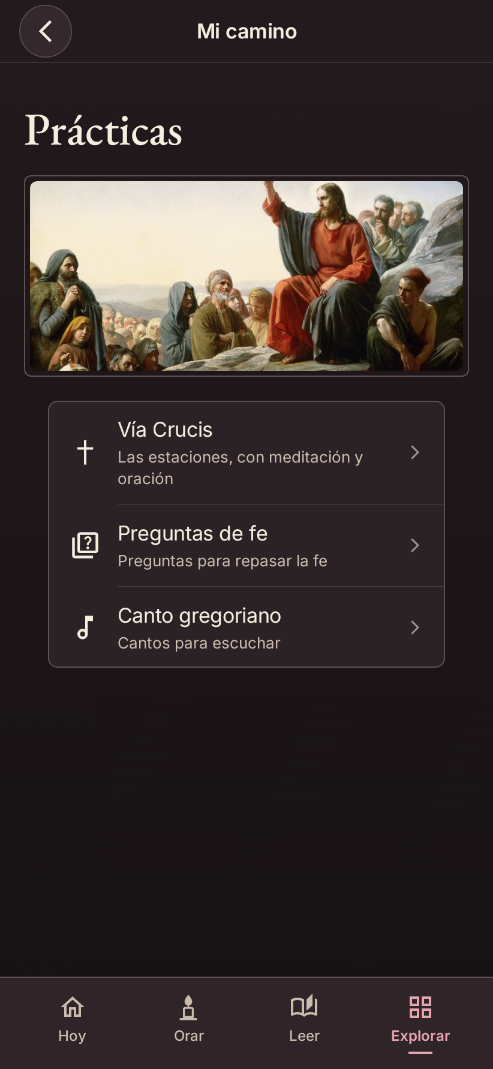 Mi camino
Prácticas
Vía Crucis
Las estaciones, con meditación y
oración
Preguntas de fe
Preguntas para repasar la fe
Canto gregoriano
Cantos para escuchar
Hoy
Orar
Leer
Explorar